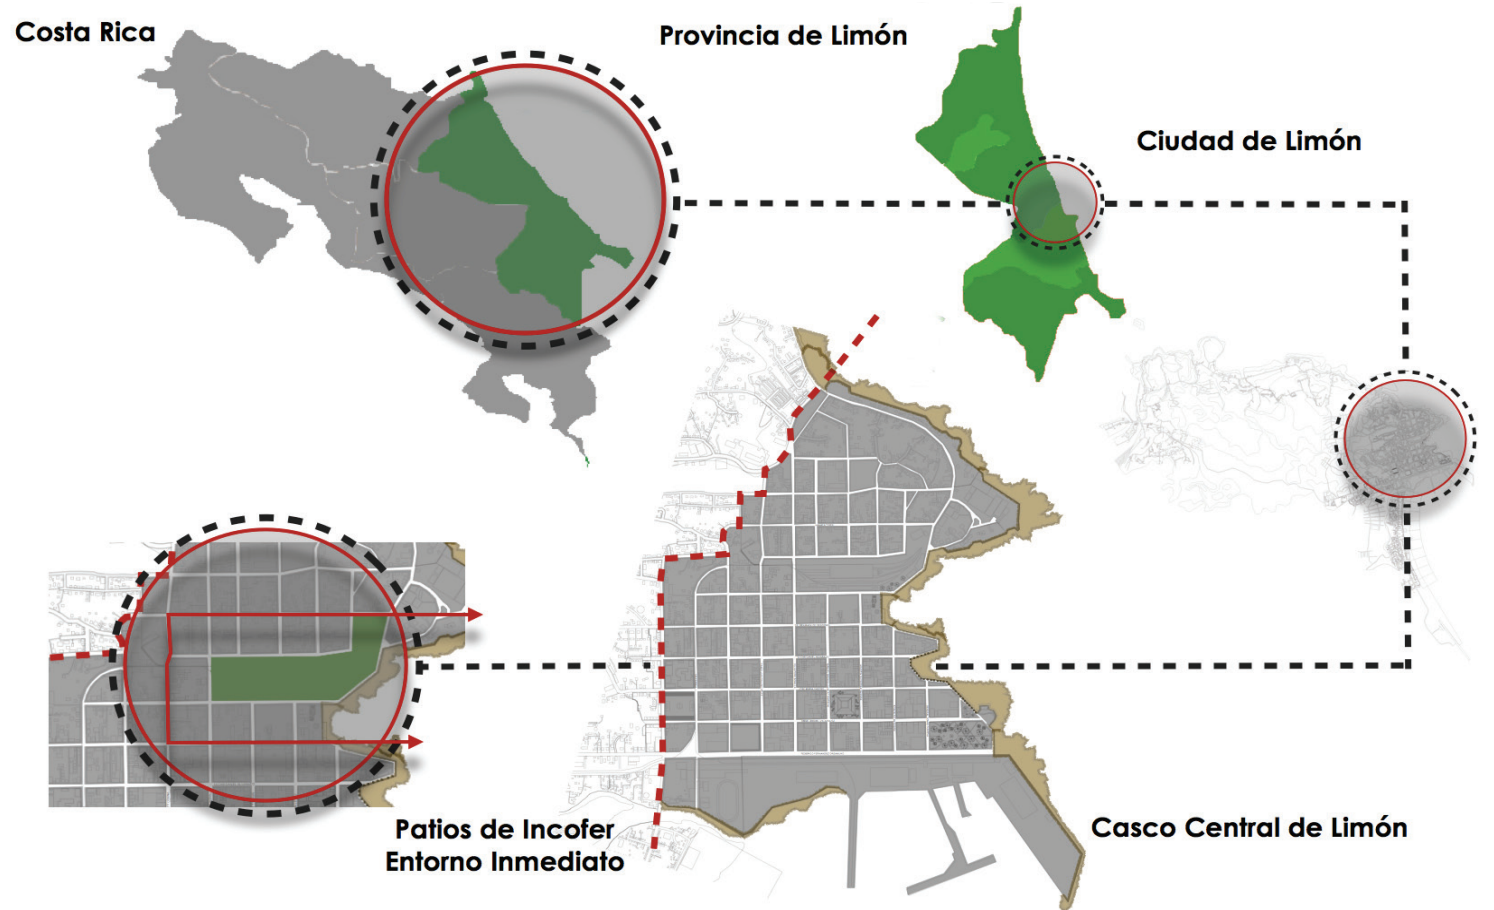 Costa Rica
Provincia de Limón
Ciudad de Limón
Patios de Incofer
Entorno Inmediato
Casco Central de Limón